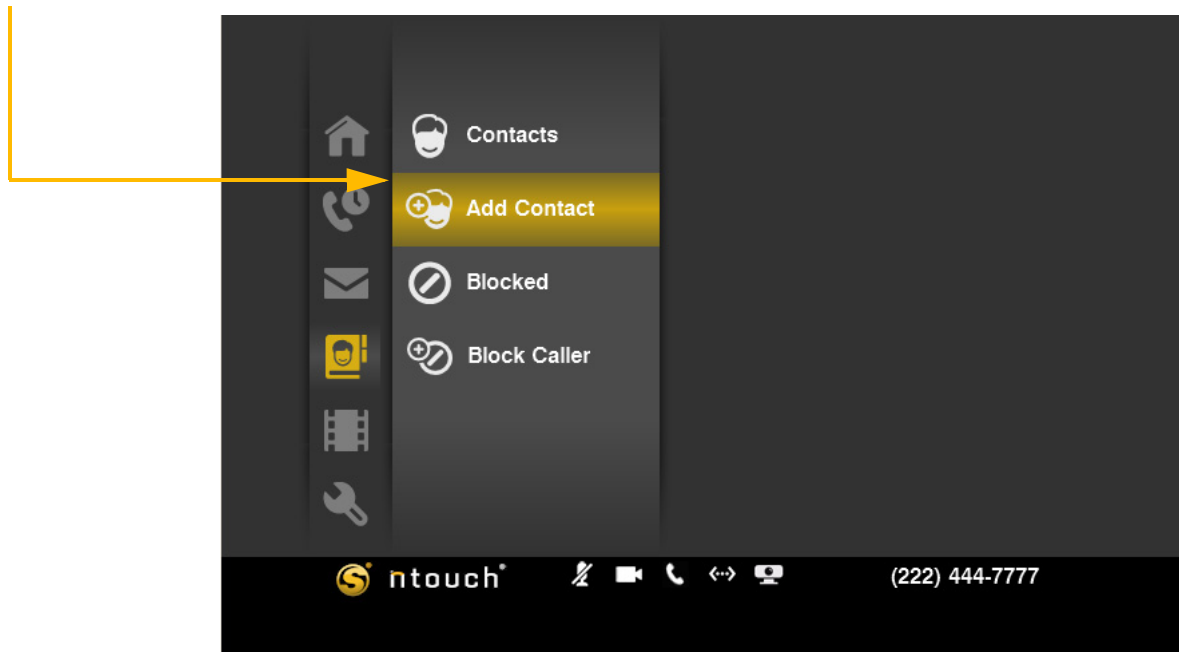 Contacts
Add Contact
Blocked
Block Caller
S ntouch (222) 444-7777